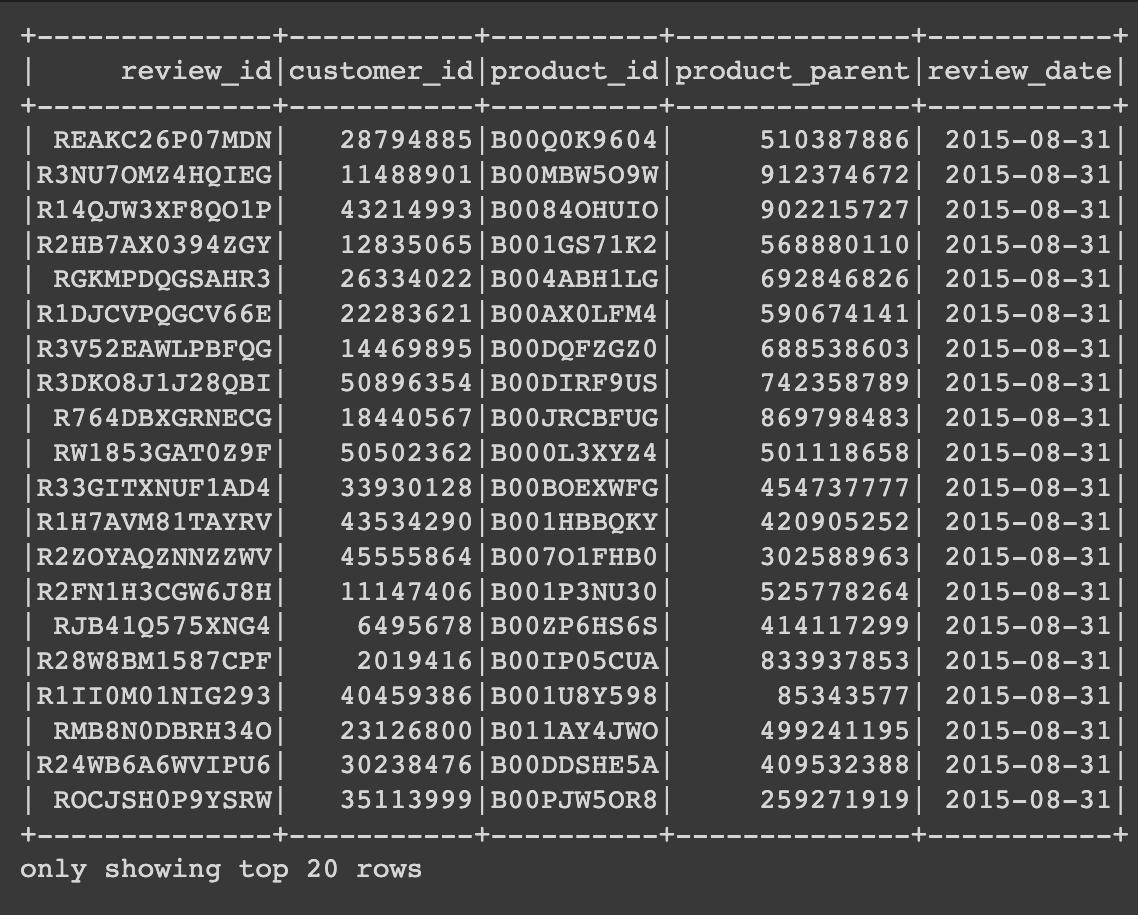 +--------------+-----------+----------+--------------+-----------+
|     review_id|customer_id|product_id|product_parent|review_date|
+--------------+-----------+----------+--------------+-----------+
| REAKC26P07MDN|   28794885|B00Q0K9604|     510387886| 2015-08-31|
|R3NU7OMZ4HQIEG|   11488901|B00MBW5O9W|     912374672| 2015-08-31|
|R14QJW3XF8QO1P|   43214993|B0084OHUIO|     902215727| 2015-08-31|
|R2HB7AX0394ZGY|   12835065|B001GS71K2|     568880110| 2015-08-31|
| RGKMPDQGSAHR3|   26334022|B004ABH1LG|     692846826| 2015-08-31|
|R1DJCVPQGCV66E|   22283621|B00AX0LFM4|     590674141| 2015-08-31|
|R3V52EAWLPBFQG|   14469895|B00DQFZGZ0|     688538603| 2015-08-31|
|R3DKO8J1J28QBI|   50896354|B00DIRF9US|     742358789| 2015-08-31|
| R764DBXGRNECG|   18440567|B00JRCBFUG|     869798483| 2015-08-31|
| RW1853GAT0Z9F|   50502362|B000L3XYZ4|     501118658| 2015-08-31|
|R33GITXNUF1AD4|   33930128|B00BOEXWFG|     454737777| 2015-08-31|
|R1H7AVM81TAYRV|   43534290|B001HBBQKY|     420905252| 2015-08-31|
|R2ZOYAQZNNZZWV|   45555864|B007O1FHB0|     302588963| 2015-08-31|
|R2FN1H3CGW6J8H|   11147406|B001P3NU30|     525778264| 2015-08-31|
| RJB41Q575XNG4|    6495678|B00ZP6HS6S|     414117299| 2015-08-31|
|R28W8BM1587CPF|    2019416|B00IP05CUA|     833937853| 2015-08-31|
|R1II0M01NIG293|   40459386|B001U8Y598|      85343577| 2015-08-31|
| RMB8N0DBRH34O|   23126800|B011AY4JWO|     499241195| 2015-08-31|
|R24WB6A6WVIPU6|   30238476|B00DDSHE5A|     409532388| 2015-08-31|
| ROCJSH0P9YSRW|   35113999|B00PJW5OR8|     259271919| 2015-08-31|
+--------------+-----------+----------+--------------+-----------+
only showing top 20 rows